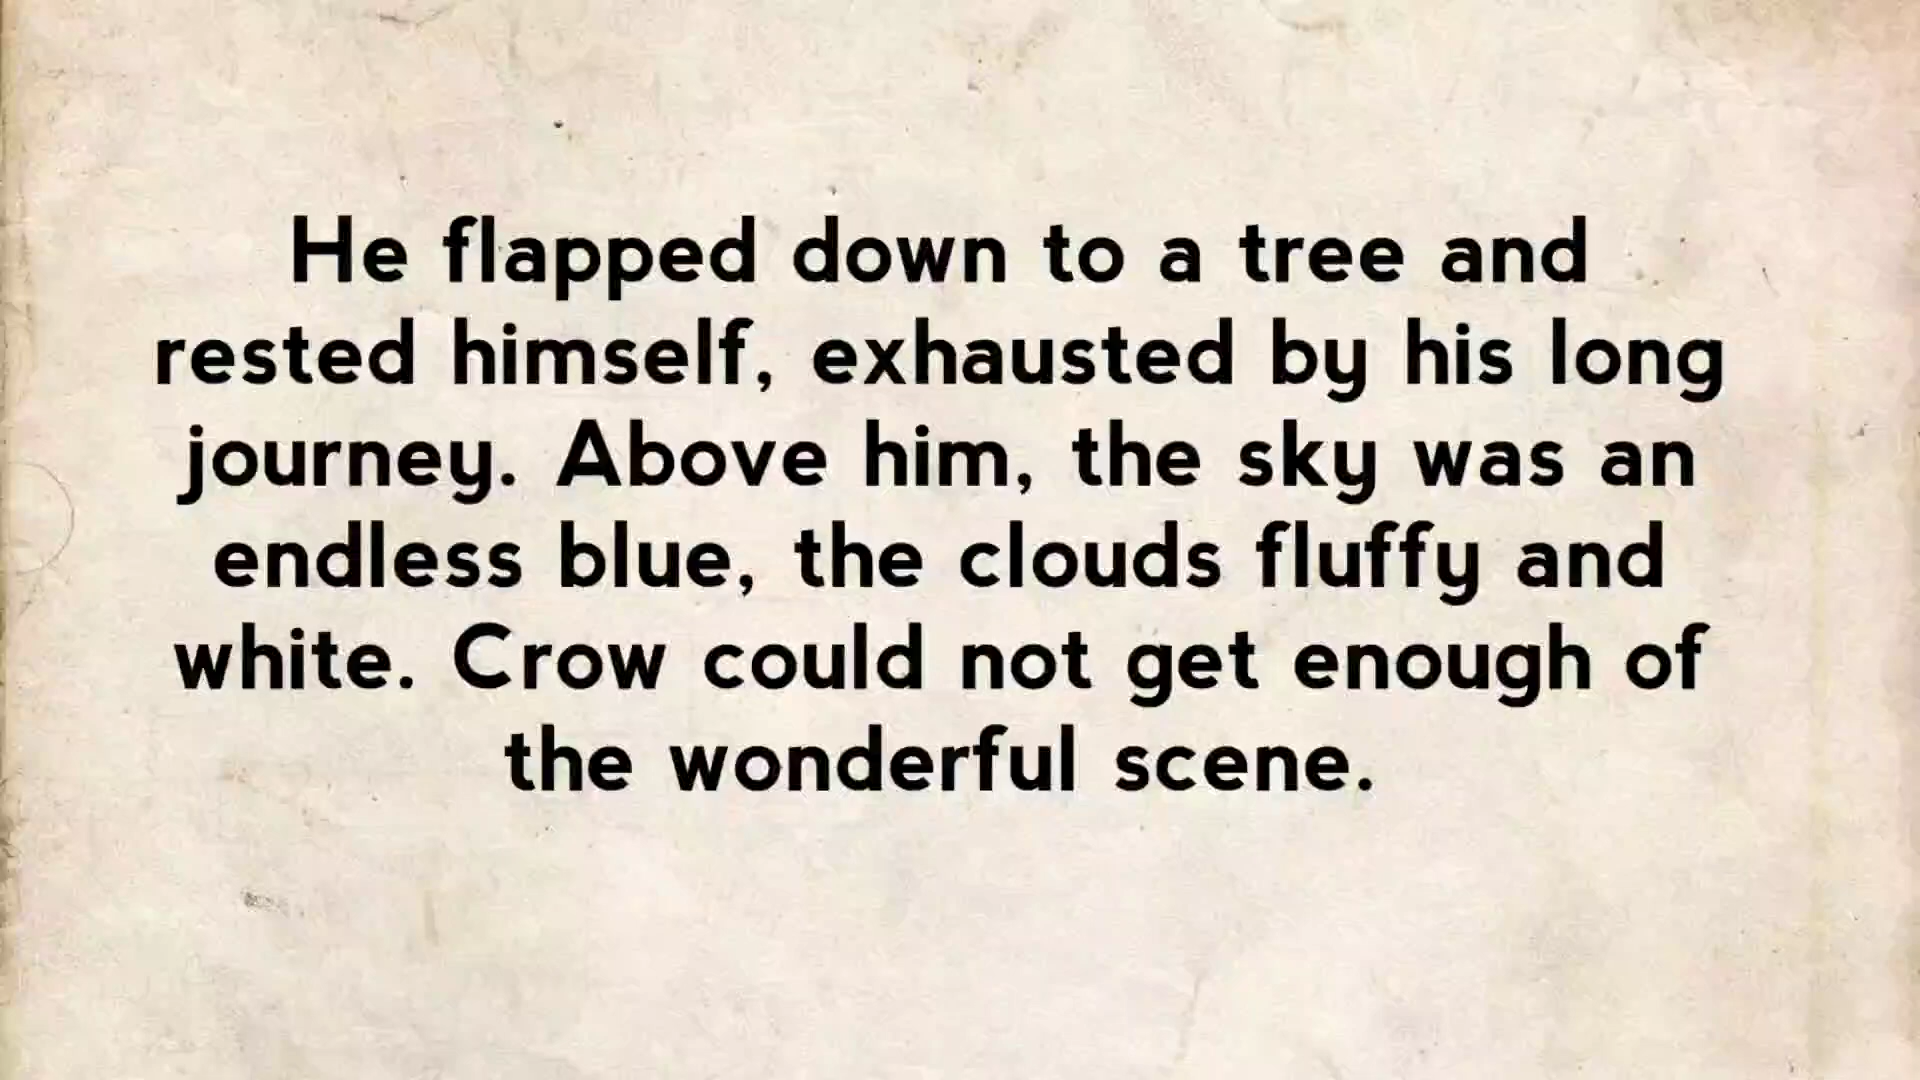 He flapped down to a tree and
rested himself, exhausted by his long
journey. Above him, the sky was an
endless blue, the clouds fluffy and
white. Crow could not get enough of
the wonderful scene.